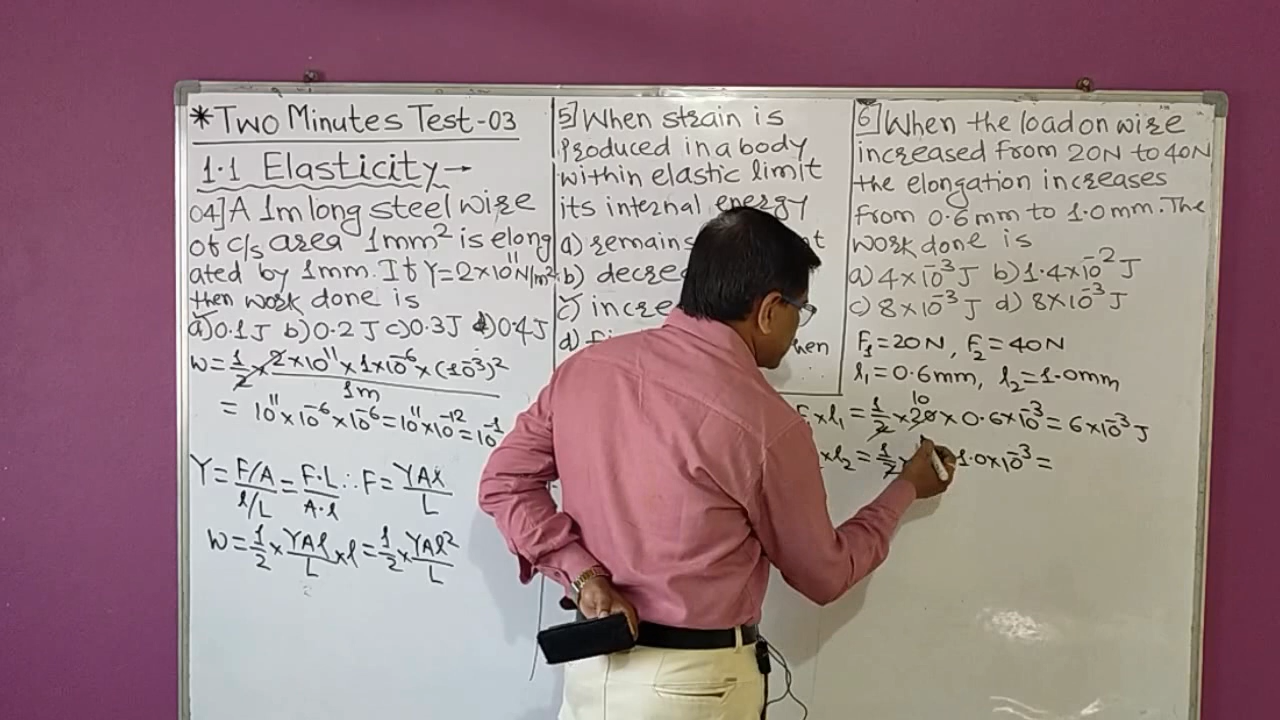 *Two Minutes Test-03
1.1 Elasticity→
04] A 1m long steel wire
of c/s area 1mm² is elong
ated by 1mm. If Y=2×10¹¹N/m²
then work done is
a) 0.1J b) 0.2J c) 0.3J d) 0.4J
W = 1/2 × 2×10¹¹×1×10⁻⁶×(10⁻³)² / 1m
= 10¹¹×10⁻⁶×10⁻⁶ = 10¹¹×10⁻¹² = 10⁻¹
Y = F/A / l/L = F·L / A·l ∴ F = YAl / L
W = 1/2 × YAl / L × l = 1/2 × YAl² / L
5] When strain is
produced in a body
within elastic limit
its internal energy
a) remains
b)
c)
d)
6] When the load on wire
increased from 20N to 40N
the elongation increases
from 0.6mm to 1.0mm. The
work done is
a) 4×10⁻³J b) 1.4×10⁻²J
c) 8×10⁻³J d) 8×10⁻³J
F₁=20N, F₂=40N
l₁=0.6mm, l₂=1.0mm
×l₁ = 1/2 × 20 × 0.6×10⁻³ = 6×10⁻³J
10
×l₂ = 1/2 × 1.0×10⁻³ =